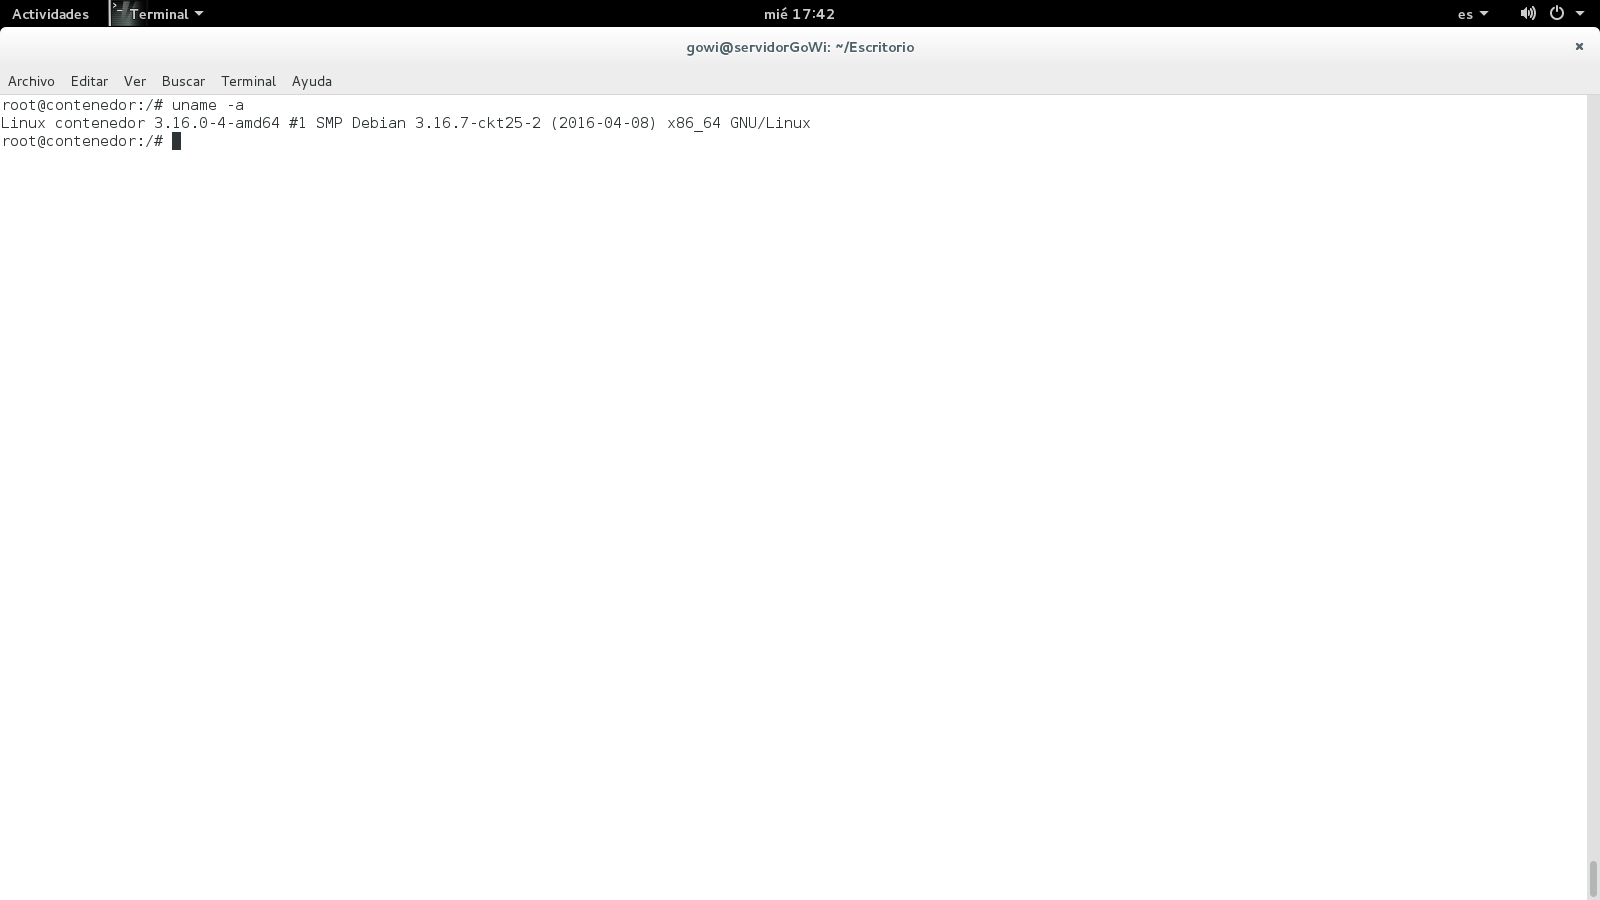 Actividades Terminal mié 17:42 es
gowi@servidorGoWi: ~/Escritorio
Archivo Editar Ver Buscar Terminal Ayuda
root@contenedor:/# uname -a
Linux contenedor 3.16.0-4-amd64 #1 SMP Debian 3.16.7-ckt25-2 (2016-04-08) x86_64 GNU/Linux
root@contenedor:/#